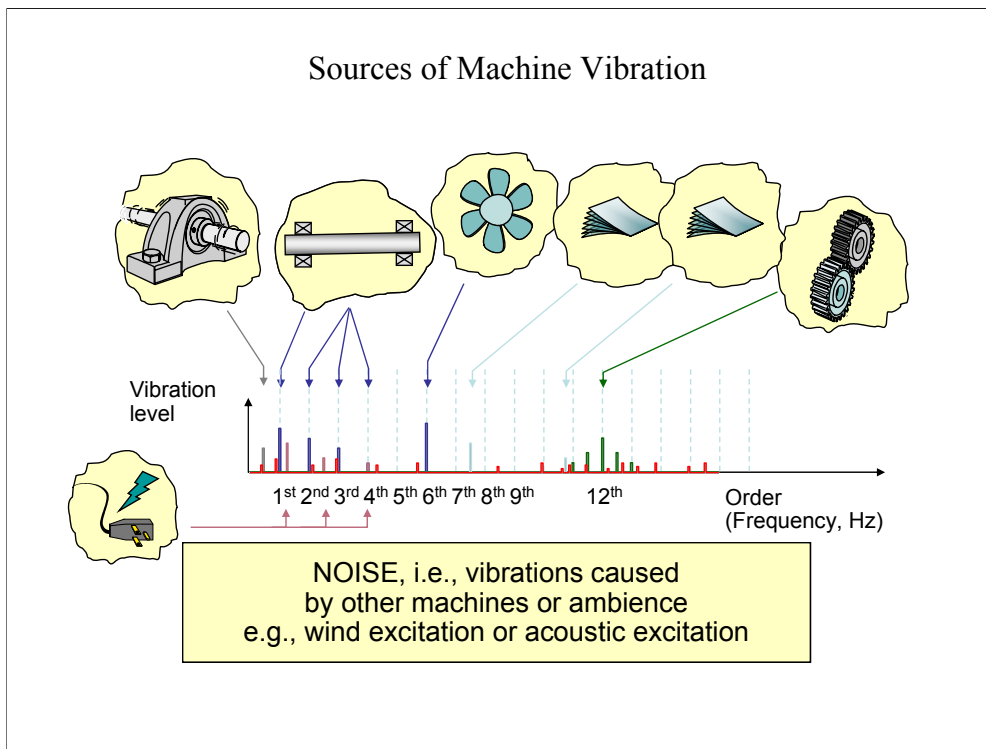 Sources of Machine Vibration
Vibration
level
1st 2nd 3rd 4th 5th 6th 7th 8th 9th 12th
Order
(Frequency, Hz)
NOISE, i.e., vibrations caused
by other machines or ambience
e.g., wind excitation or acoustic excitation